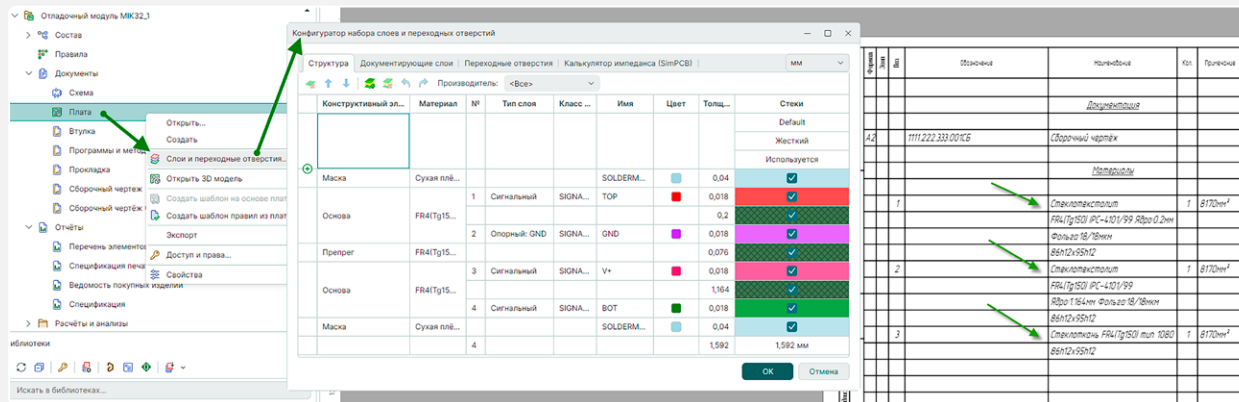 Отладочный модуль MIK32_1
Состав
Правила
Документы
Схема
Плата
Втулка
Программы и метод
Прокладка
Сборочный чертеж
Сборочный чертёж
Отчёты
Перечень элементов
Спецификация печа
Ведомость покупных изделий
Спецификация
Расчёты и анализы
иблиотеки
Искать в библиотеках...
Открыть...
Создать
Слои и переходные отверстия...
Открыть 3D модель
Создать шаблон на основе плат
Создать шаблон правил из плат
Экспорт
Доступ и права...
Свойства
Конфигуратор набора слоев и переходных отверстий
Структура Документирующие слои Переходные отверстия Калькулятор импеданса (SimPCB) мм
Производитель: <Все>
Конструктивный эл... Материал № Тип слоя Класс ... Имя Цвет Толщ... Стеки
Default
Жесткий
Используется
Маска Сухая плё... SOLDERM... 0,04
1 Сигнальный SIGNA... TOP 0,018
Основа FR4(Tg15... 0,2
2 Опорный: GND SIGNA... GND 0,018
Препрег FR4(Tg15... 0,076
3 Сигнальный SIGNA... V+ 0,018
Основа FR4(Tg15... 1,164
4 Сигнальный SIGNA... BOT 0,018
Маска Сухая плё... SOLDERM... 0,04
4 1,592 1,592 мм
OK Отмена
Формат Зона Поз. Обозначение Наименование Кол. Примечание
Документация
А2 1111.222.333.001СБ Сборочный чертёж
Материалы
1 Стеклотекстолит 1 8170мм²
FR4(Tg150) IPC-4101/99 Ядро:0.2мм
Фольга:18/18мкм
86h12x95h12
2 Стеклотекстолит 1 8170мм²
FR4(Tg150) IPC-4101/99
Ядро:1.164мм Фольга:18/18мкм
86h12x95h12
3 Стеклоткань FR4(Tg150) тип 1080 1 8170мм²
86h12x95h12